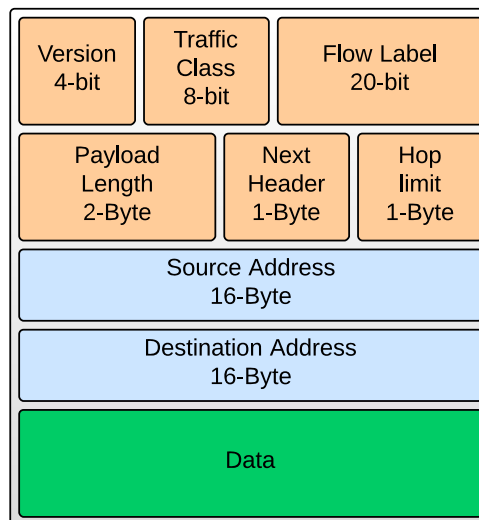 Version
4-bit
Traffic
Class
8-bit
Flow Label
20-bit
Payload
Length
2-Byte
Next
Header
1-Byte
Hop
limit
1-Byte
Source Address
16-Byte
Destination Address
16-Byte
Data